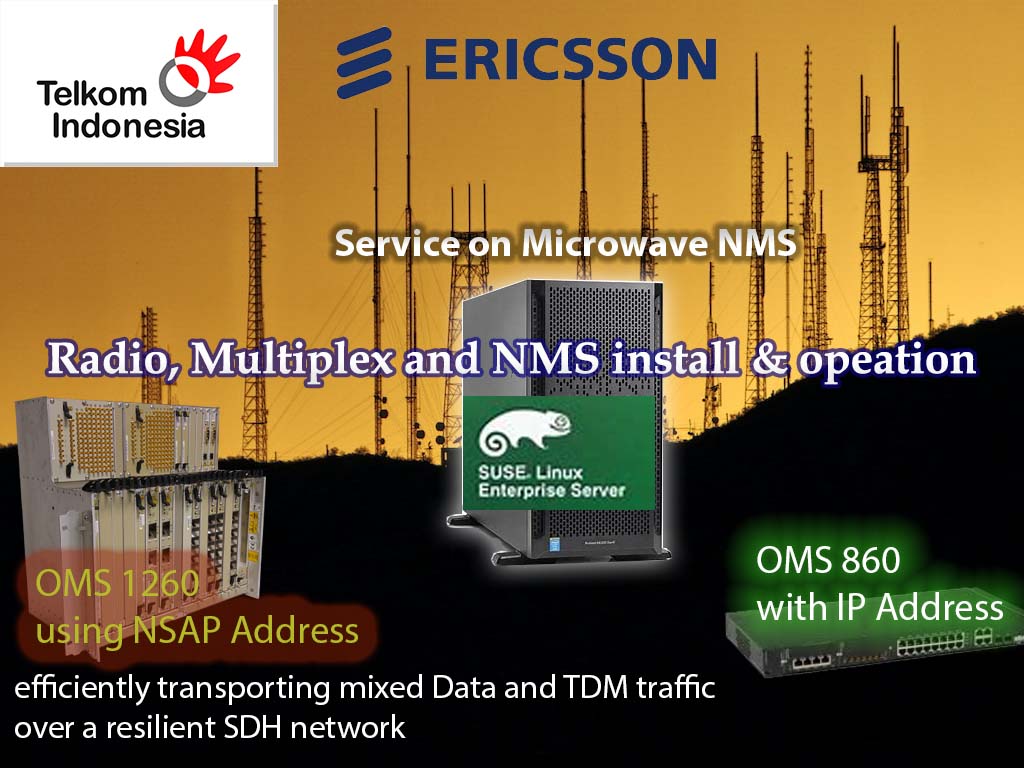 Telkom
Indonesia
ERICSSON
Service on Microwave NMS
Radio, Multiplex and NMS install & opeation
SUSE. Linux
Enterprise Server
OMS 1260
using NSAP Address
OMS 860
with IP Address
efficiently transporting mixed Data and TDM traffic
over a resilient SDH network